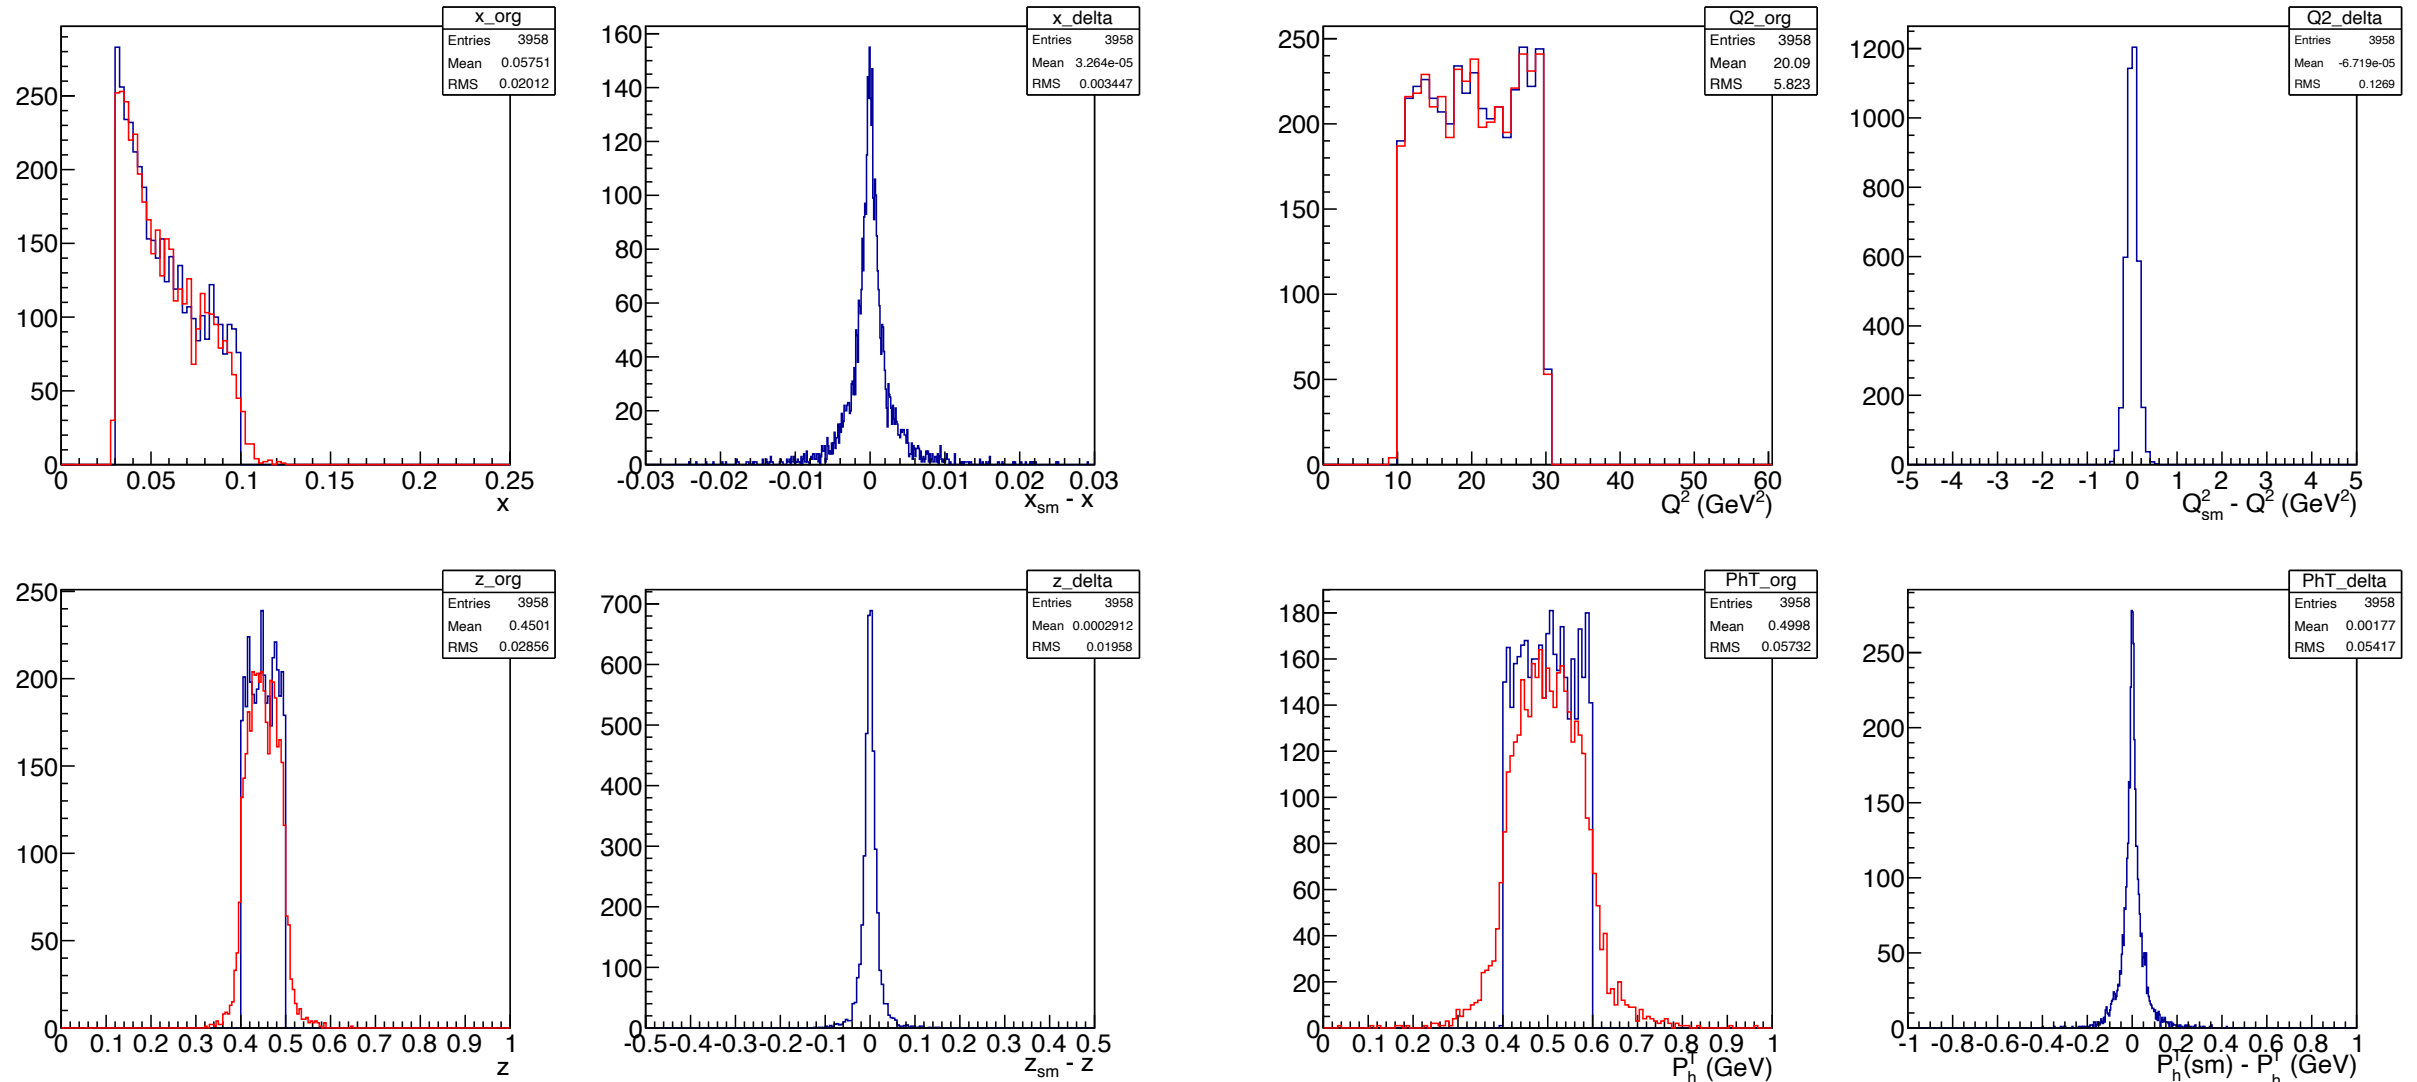 x_org
Entries 3958
Mean 0.05751
RMS 0.02012
250
200
150
100
50
0
0 0.05 0.1 0.15 0.2 0.25
x
x_delta
Entries 3958
Mean 3.264e-05
RMS 0.003447
160
140
120
100
80
60
40
20
0
-0.03 -0.02 -0.01 0 0.01 0.02 0.03
x_sm - x
Q2_org
Entries 3958
Mean 20.09
RMS 5.823
250
200
150
100
50
0
0 10 20 30 40 50 60
Q² (GeV²)
Q2_delta
Entries 3958
Mean -6.719e-05
RMS 0.1269
1200
1000
800
600
400
200
0
-5 -4 -3 -2 -1 0 1 2 3 4 5
Q²_sm - Q² (GeV²)
z_org
Entries 3958
Mean 0.4501
RMS 0.02856
250
200
150
100
50
0
0 0.1 0.2 0.3 0.4 0.5 0.6 0.7 0.8 0.9 1
z
z_delta
Entries 3958
Mean 0.0002912
RMS 0.01958
700
600
500
400
300
200
100
0
-0.5 -0.4 -0.3 -0.2 -0.1 0 0.1 0.2 0.3 0.4 0.5
z_sm - z
PhT_org
Entries 3958
Mean 0.4998
RMS 0.05732
180
160
140
120
100
80
60
40
20
0
0 0.1 0.2 0.3 0.4 0.5 0.6 0.7 0.8 0.9 1
P_h^T (GeV)
PhT_delta
Entries 3958
Mean 0.00177
RMS 0.05417
250
200
150
100
50
0
-1 -0.8 -0.6 -0.4 -0.2 0 0.2 0.4 0.6 0.8 1
P_h^T(sm) - P_h^T (GeV)